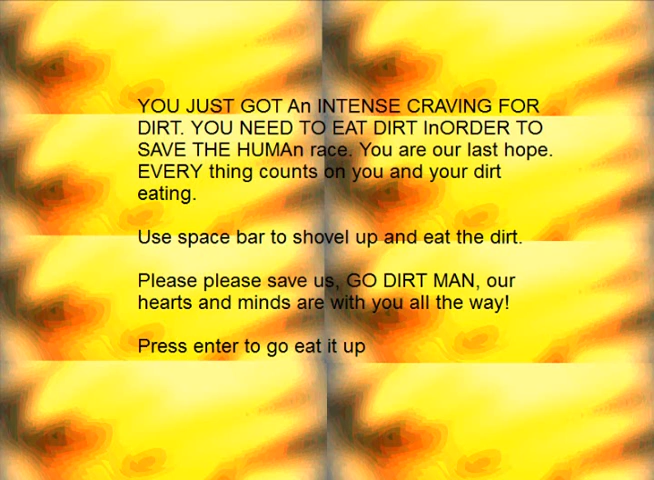 YOU JUST GOT An INTENSE CRAVING FOR
DIRT. YOU NEED TO EAT DIRT InORDER TO
SAVE THE HUMAn race. You are our last hope.
EVERY thing counts on you and your dirt
eating.
Use space bar to shovel up and eat the dirt.
Please please save us, GO DIRT MAN, our
hearts and minds are with you all the way!
Press enter to go eat it up